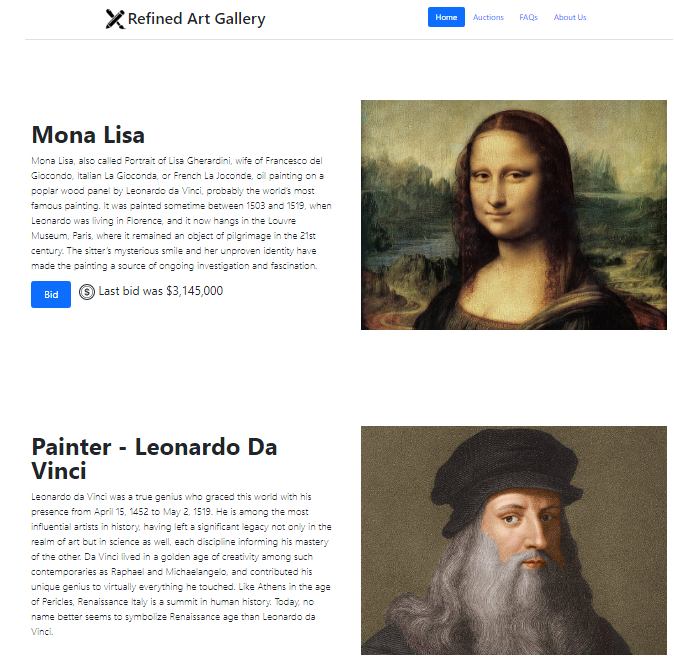 Refined Art Gallery
Home Auctions FAQs About Us
Mona Lisa
Mona Lisa, also called Portrait of Lisa Gherardini, wife of Francesco del
Giocondo, Italian La Gioconda, or French La Joconde, oil painting on a
poplar wood panel by Leonardo da Vinci, probably the world's most
famous painting. It was painted sometime between 1503 and 1519, when
Leonardo was living in Florence, and it now hangs in the Louvre
Museum, Paris, where it remained an object of pilgrimage in the 21st
century. The sitter's mysterious smile and her unproven identity have
made the painting a source of ongoing investigation and fascination.
Bid $ Last bid was $3,145,000
Painter - Leonardo Da
Vinci
Leonardo da Vinci was a true genius who graced this world with his
presence from April 15, 1452 to May 2, 1519. He is among the most
influential artists in history, having left a significant legacy not only in the
realm of art but in science as well, each discipline informing his mastery
of the other. Da Vinci lived in a golden age of creativity among such
contemporaries as Raphael and Michaelangelo, and contributed his
unique genius to virtually everything he touched. Like Athens in the age
of Pericles, Renaissance Italy is a summit in human history. Today, no
name better seems to symbolize Renaissance age than Leonardo da
Vinci.